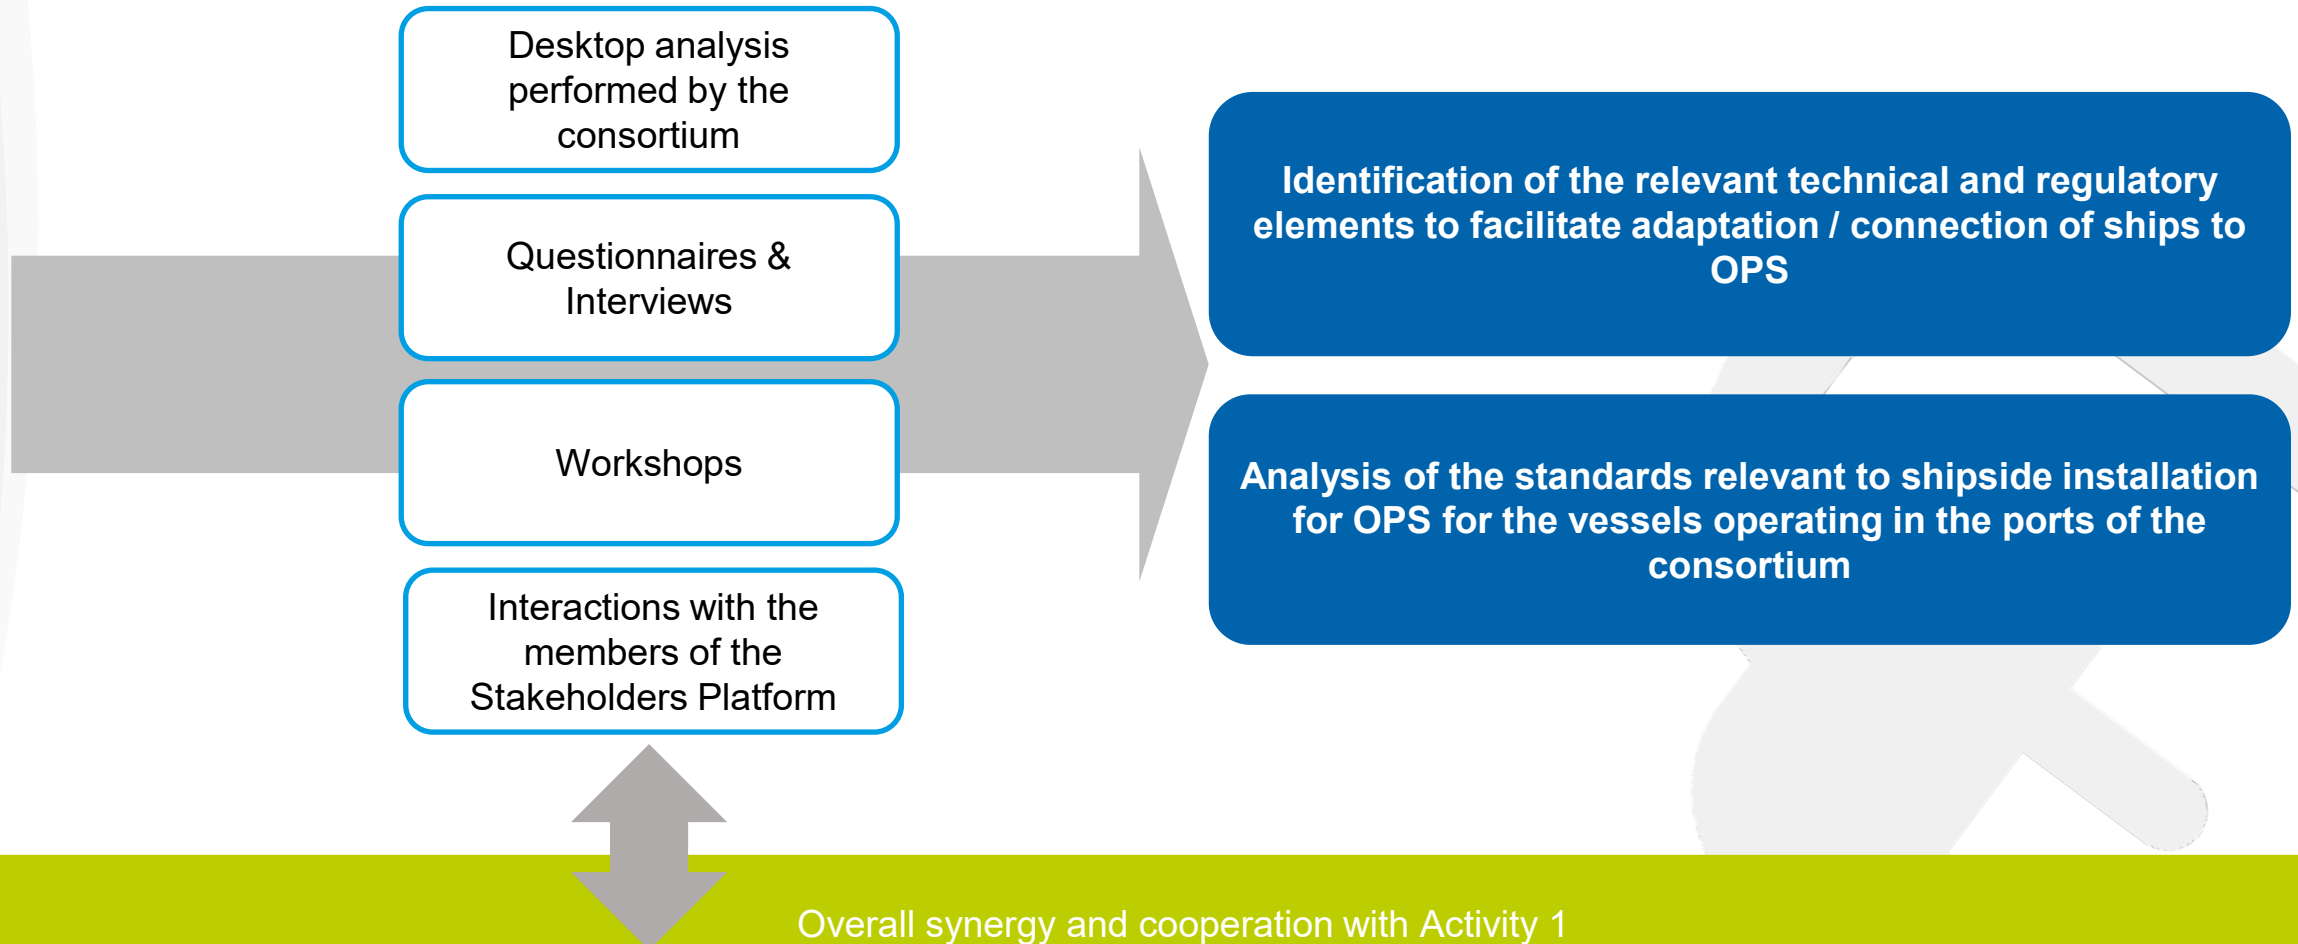 Desktop analysis
performed by the
consortium
Questionnaires &
Interviews
Workshops
Interactions with the
members of the
Stakeholders Platform
Identification of the relevant technical and regulatory
elements to facilitate adaptation / connection of ships to
OPS
Analysis of the standards relevant to shipside installation
for OPS for the vessels operating in the ports of the
consortium
Overall synergy and cooperation with Activity 1